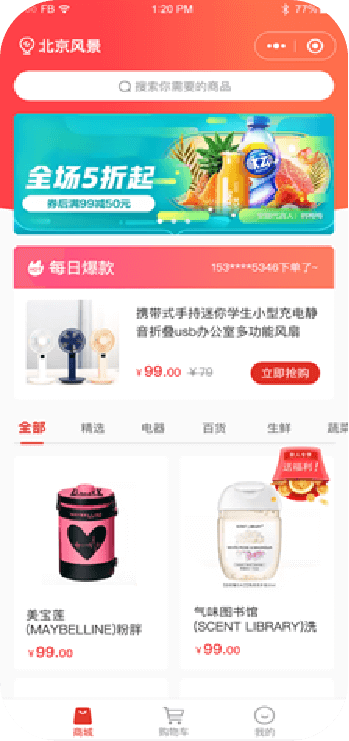 FB 1:20 PM 77%
北京风景
搜索你需要的商品
全场5折起
券后满99减50元
每日爆款
153****5346下单了~
携带式手持迷你学生小型充电静
音折叠usb办公室多功能风扇
¥99.00 ¥79 立即抢购
全部 精选 电器 百货 生鲜 蔬菜
送福利!
MAYBELLINE
SCENT LIBRARY
美宝莲
(MAYBELLINE)粉胖
¥99.00
气味图书馆
(SCENT LIBRARY)洗
¥99.00
商城 购物车 我的